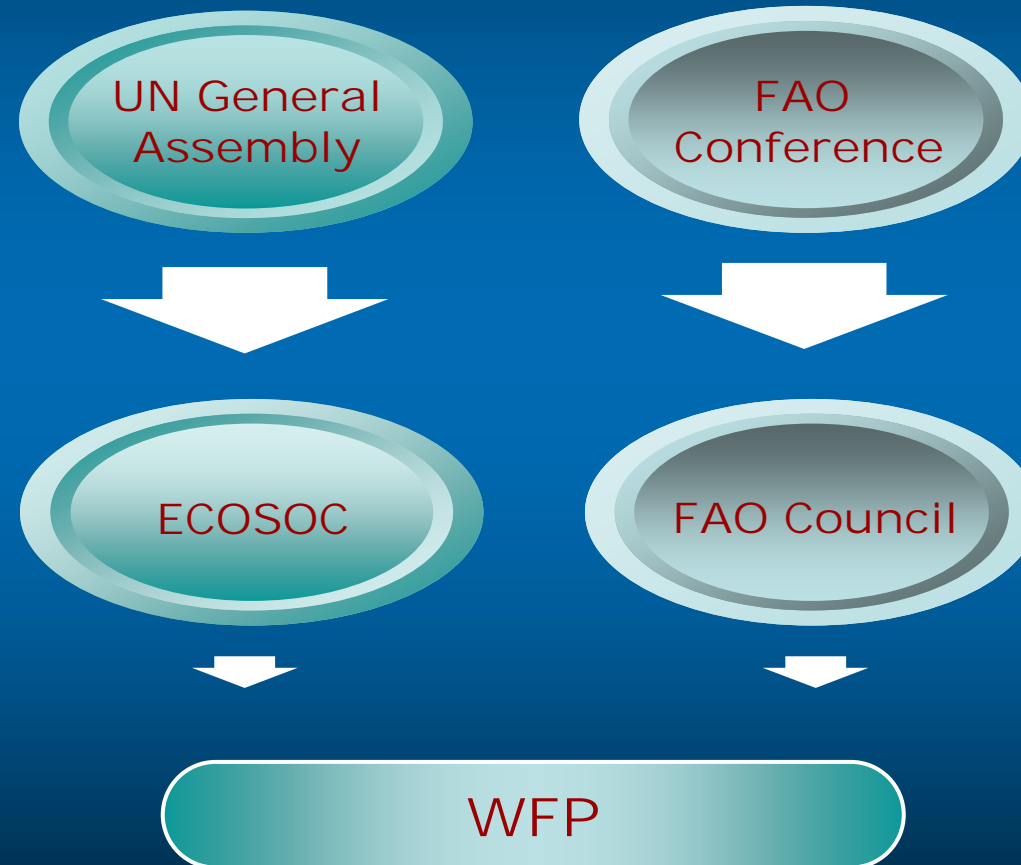 UN General
Assembly
FAO
Conference
ECOSOC
FAO Council
WFP